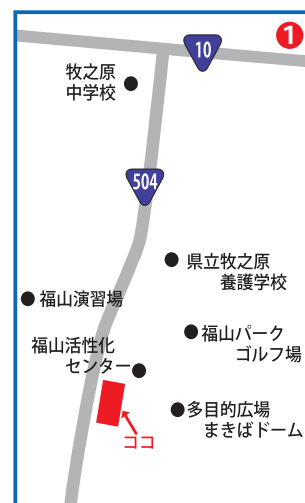 1
10
牧之原
中学校
504
県立牧之原
養護学校
福山演習場
福山パーク
ゴルフ場
福山活性化
センター
多目的広場
まきばドーム
ココ